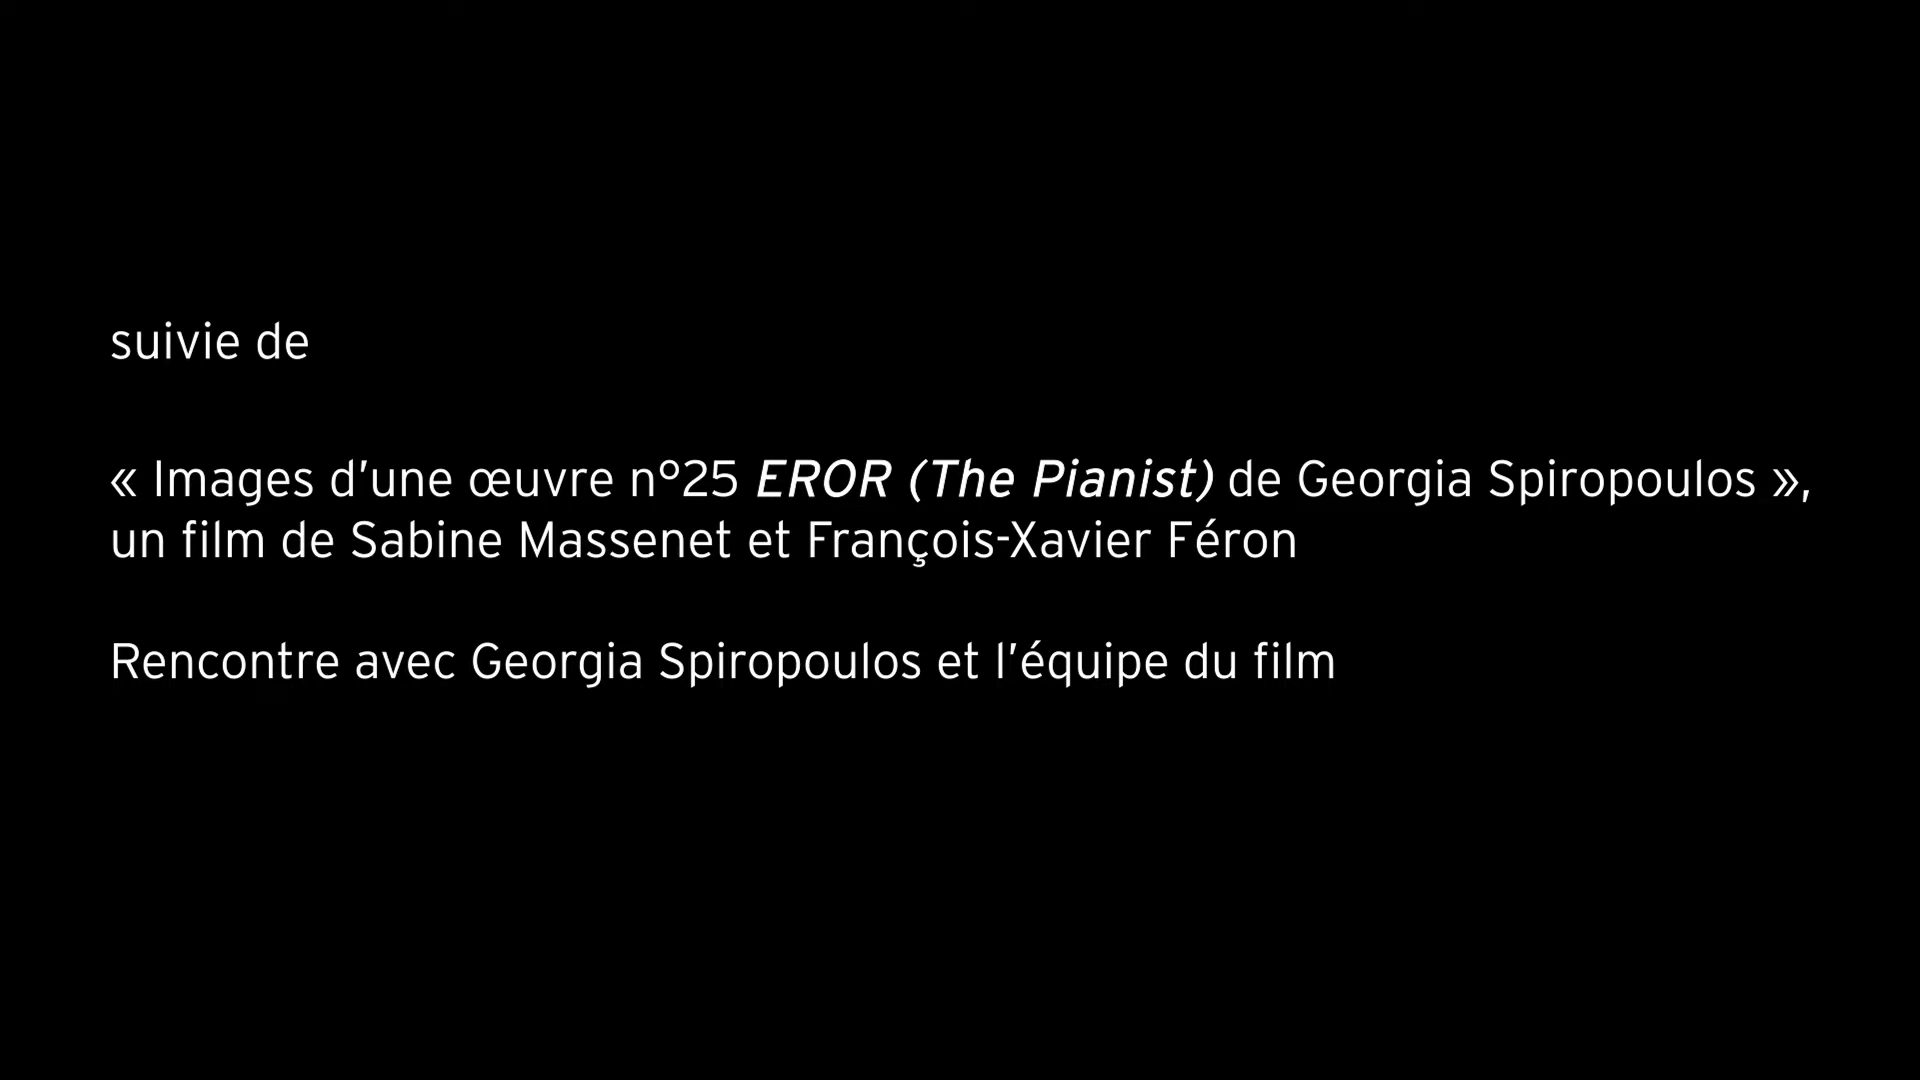 suivie de
« Images d’une œuvre n°25 EROR (The Pianist) de Georgia Spiropoulos »,
un film de Sabine Massenet et François-Xavier Féron
Rencontre avec Georgia Spiropoulos et l’équipe du film